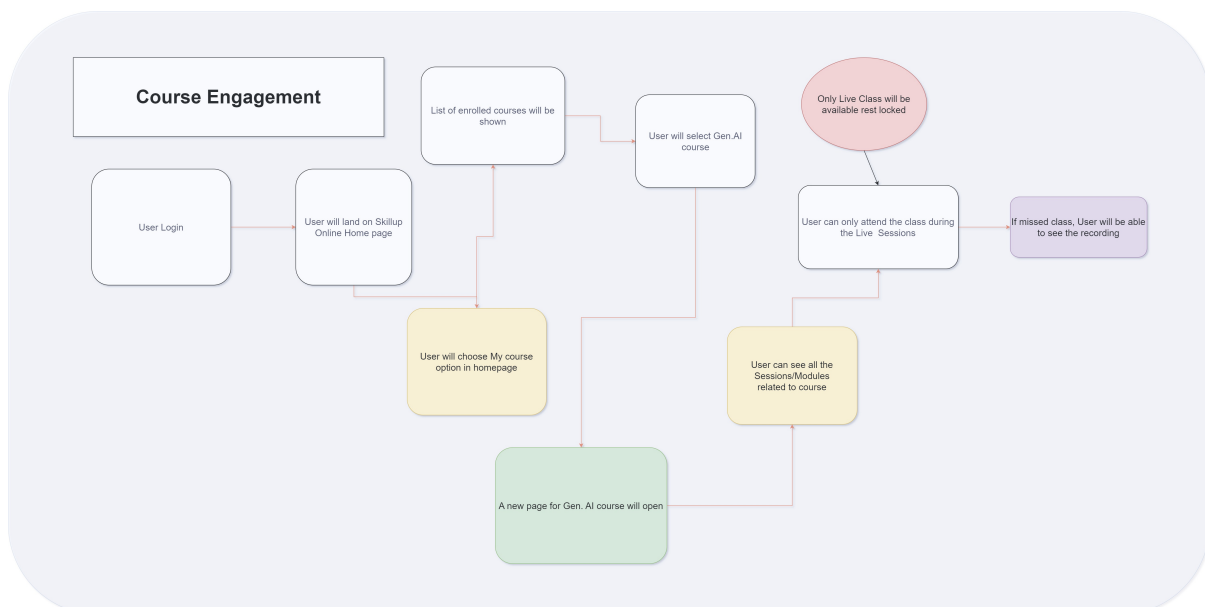 Course Engagement
User Login
User will land on Skillup
Online Home page
User will choose My course
option in homepage
List of enrolled courses will be
shown
User will select Gen.AI
course
A new page for Gen. AI course will open
User can see all the
Sessions/Modules
related to course
Only Live Class will be
available rest locked
User can only attend the class during
the Live Sessions
If missed class, User will be able
to see the recording